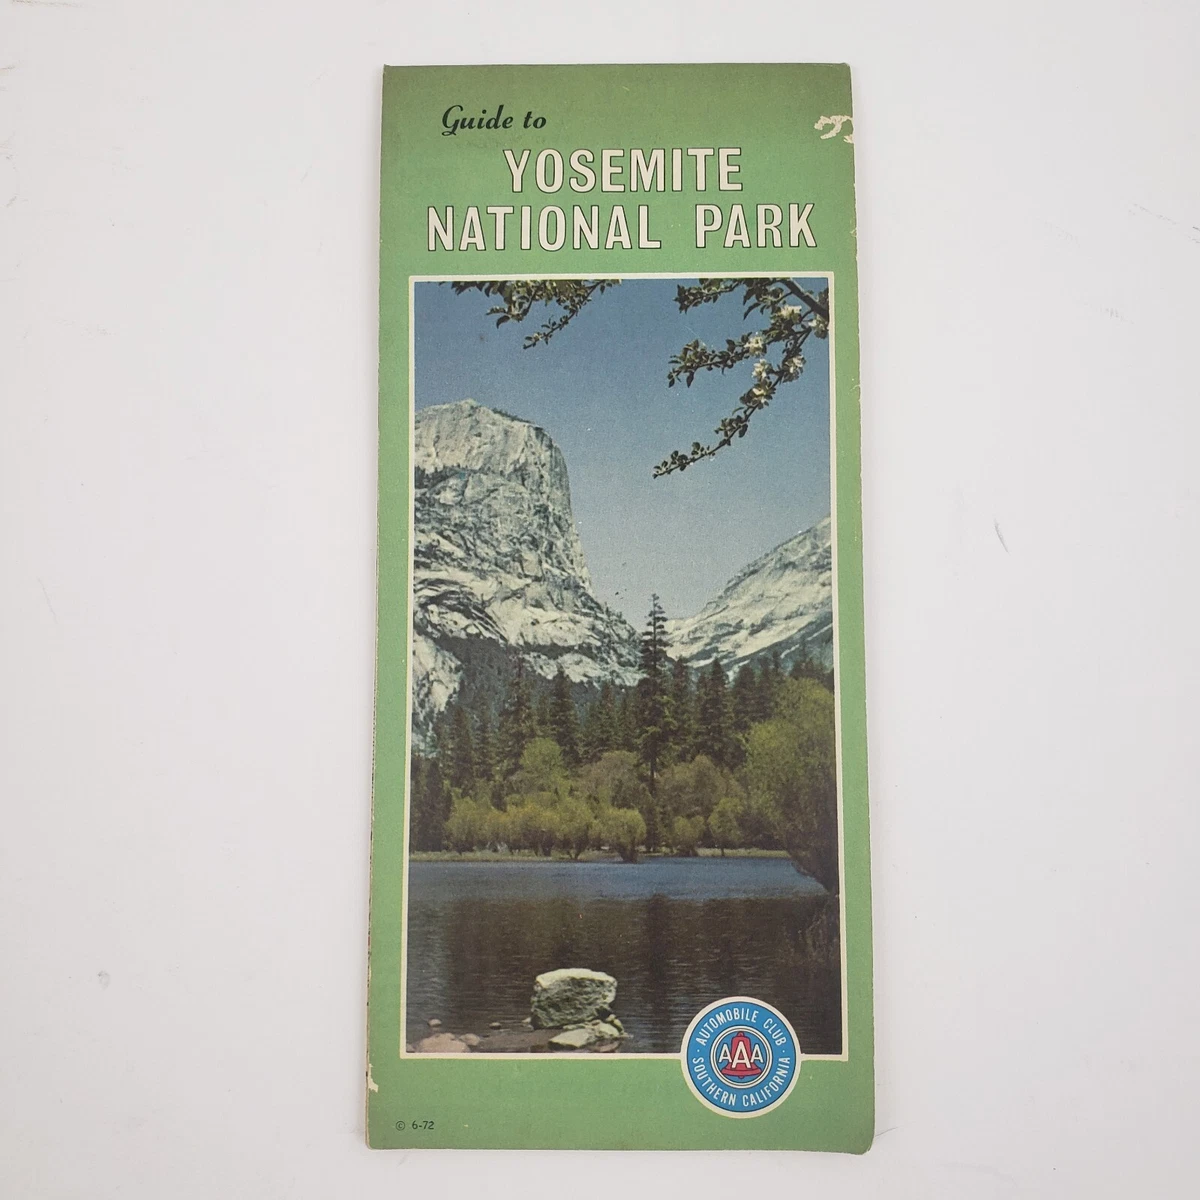 Guide to
YOSEMITE
NATIONAL PARK
AUTOMOBILE CLUB
AAA
SOUTHERN CALIFORNIA
© 6-72